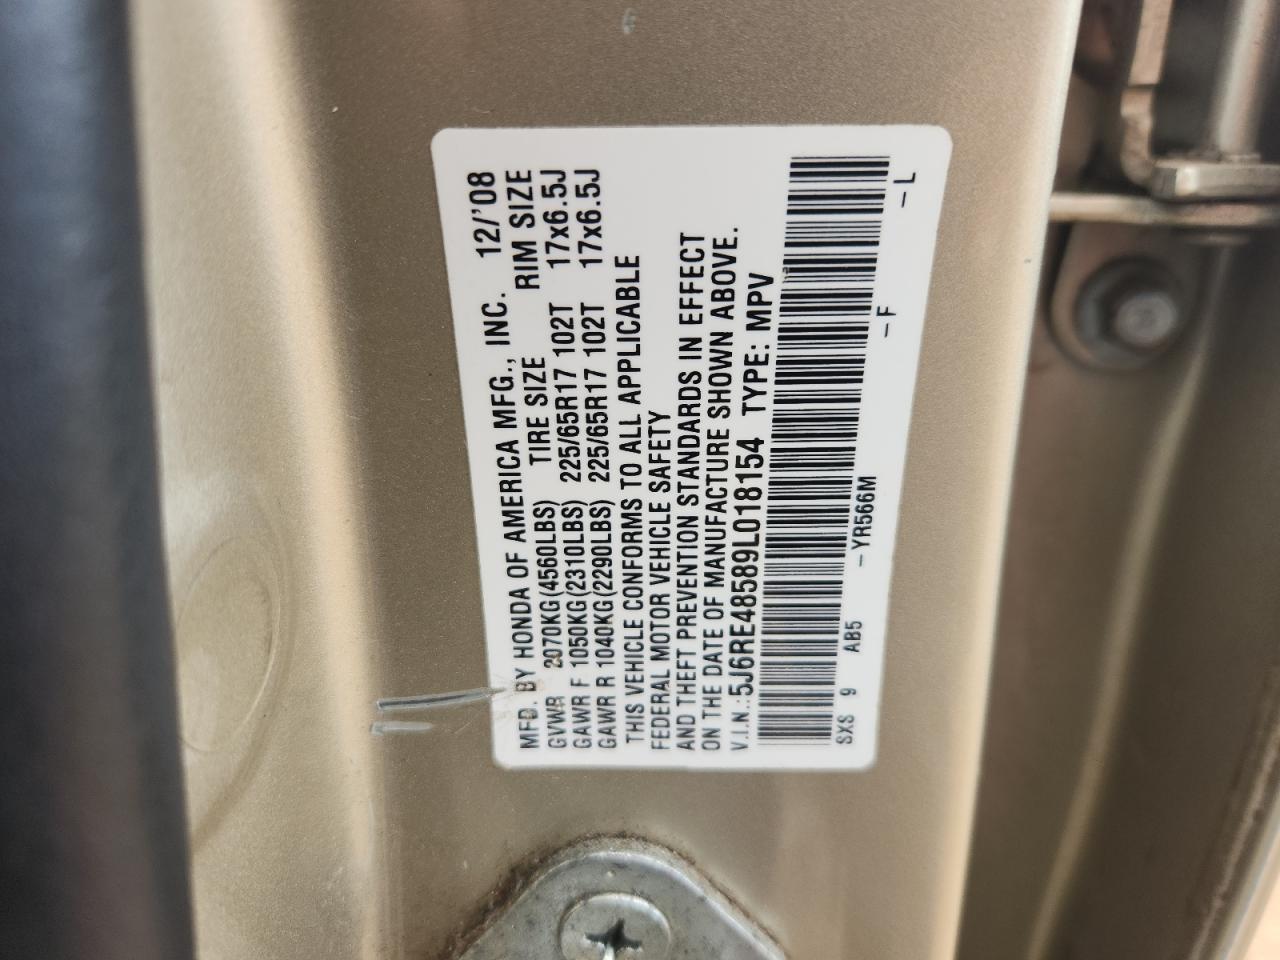 MFD. BY HONDA OF AMERICA MFG., INC. 12/'08
TIRE SIZE RIM SIZE
GVWR 2070KG(4560LBS)
GAWR F 1050KG(2310LBS) 225/65R17 102T 17x6.5J
GAWR R 1040KG(2290LBS) 225/65R17 102T 17x6.5J
THIS VEHICLE CONFORMS TO ALL APPLICABLE
FEDERAL MOTOR VEHICLE SAFETY
AND THEFT PREVENTION STANDARDS IN EFFECT
ON THE DATE OF MANUFACTURE SHOWN ABOVE.
V.I.N.:5J6RE48589L018154 TYPE: MPV
SXS 9 AB5 -YR566M -F -L